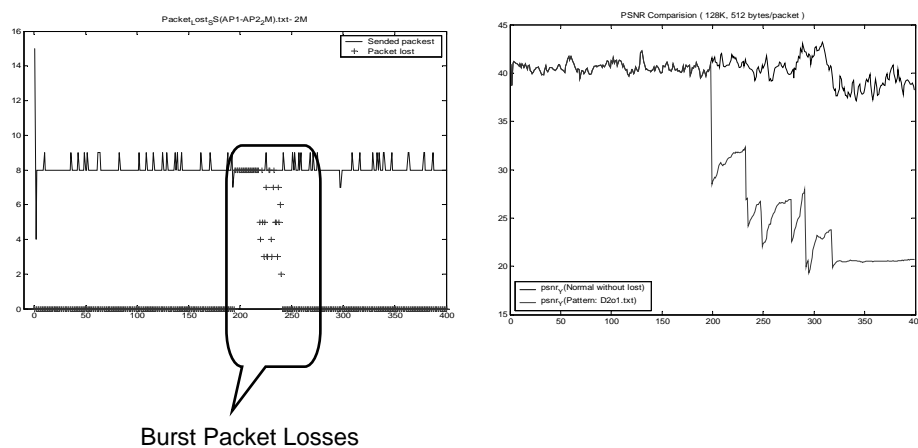 Packet_Lost_SS(AP1-AP2_2M).txt- 2M
16
14
12
10
8
6
4
2
0
Sended packest
Packet lost
0 50 100 150 200 250 300 350 400
Burst Packet Losses
PSNR Comparision ( 128K, 512 bytes/packet )
45
40
35
30
25
20
15
psnr_Y(Normal without lost)
psnr_Y(Pattern: D2o1.txt)
0 50 100 150 200 250 300 350 400